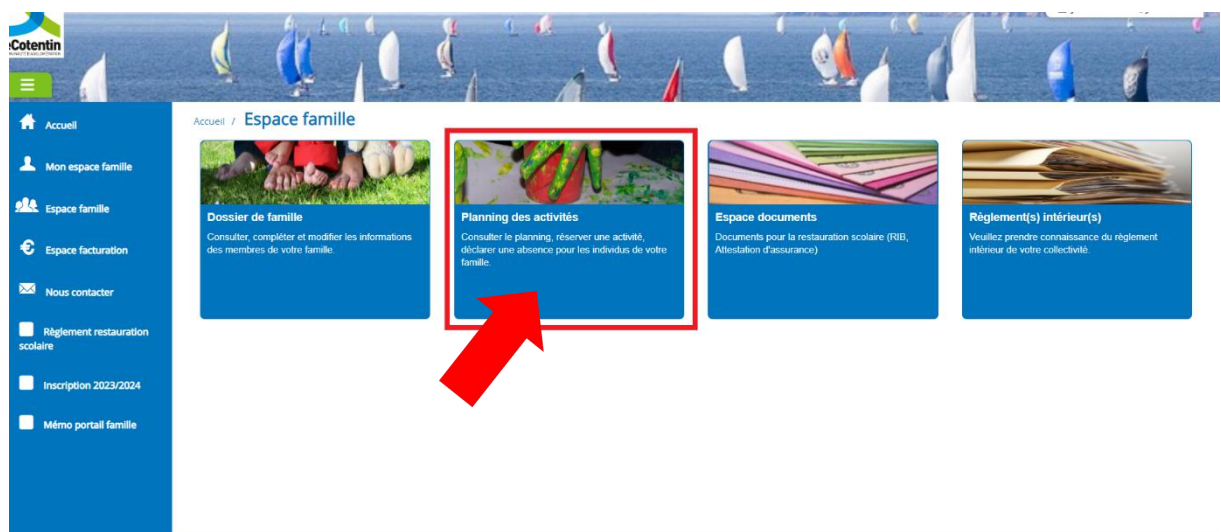 Cotentin
Accueil
Mon espace famille
Espace famille
Espace facturation
Nous contacter
Règlement restauration
scolaire
Inscription 2023/2024
Mémo portail famille
Accueil / Espace famille
Dossier de famille
Consulter, compléter et modifier les informations
des membres de votre famille.
Planning des activités
Consulter le planning, réserver une activité,
déclarer une absence pour les individus de votre
famille.
Espace documents
Documents pour la restauration scolaire (RIB,
Attestation d'assurance)
Règlement(s) intérieur(s)
Veuillez prendre connaissance du règlement
intérieur de votre collectivité.